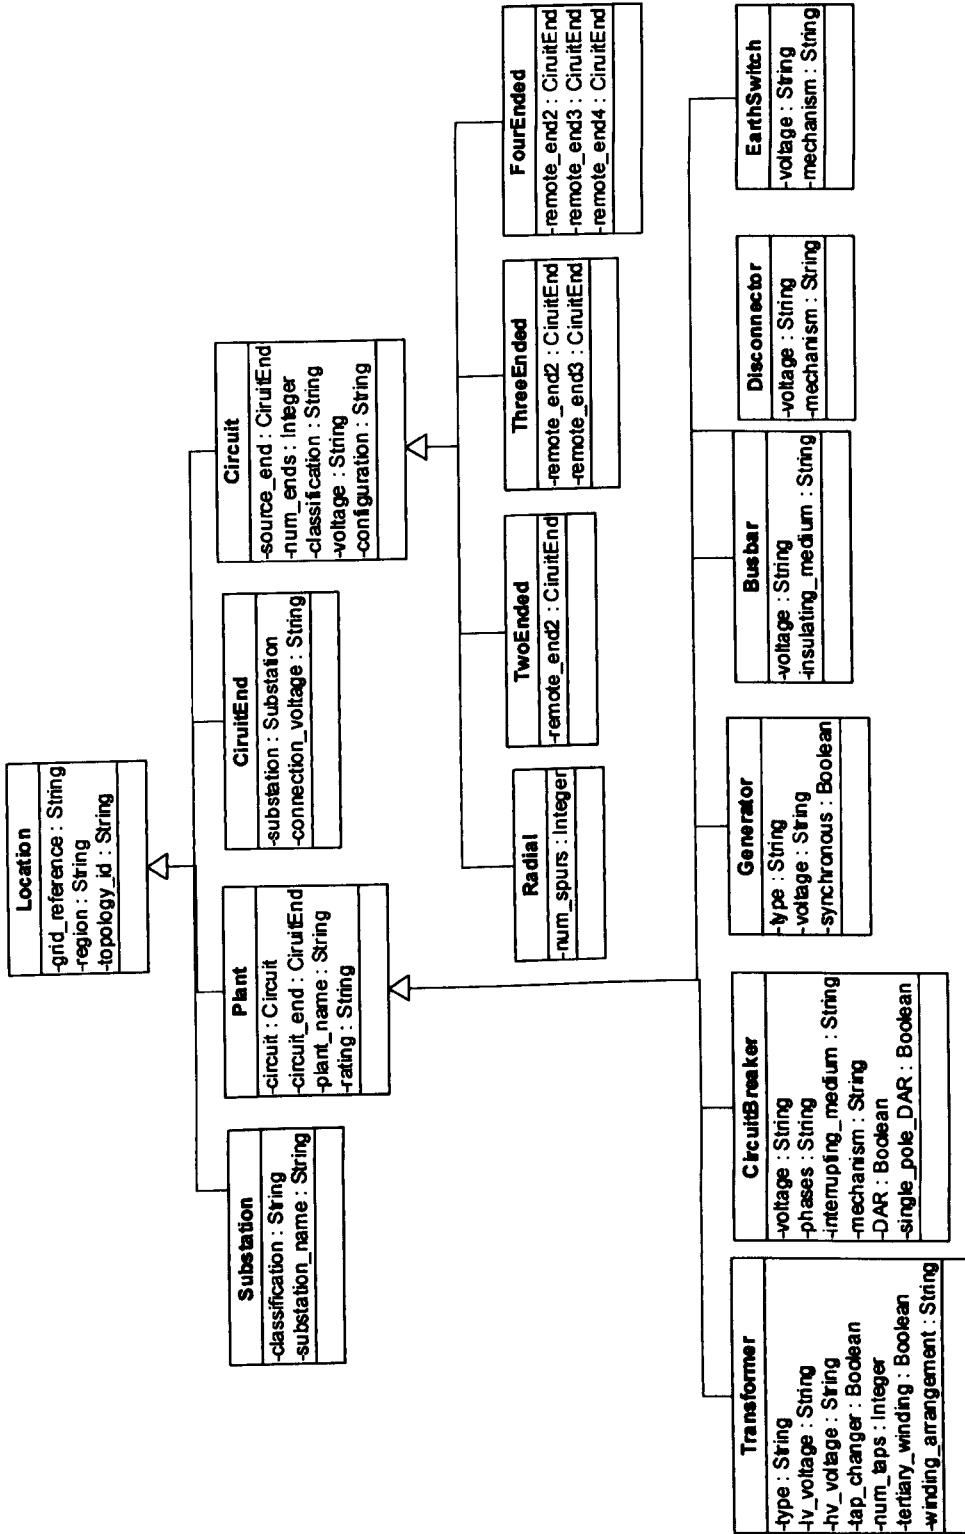 Location
-grid_reference : String
-region : String
-topology_id : String
Substation
-classification : String
-substation_name : String
Plant
-circuit : Circuit
-circuit_end : CiruitEnd
-plant_name : String
-rating : String
CiruitEnd
-substation : Substation
-connection_voltage : String
Circuit
-source_end : CiruitEnd
-num_ends : Integer
-classification : String
-voltage : String
-configuration : String
Radial
-num_spurs : Integer
TwoEnded
-remote_end2 : CiruitEnd
ThreeEnded
-remote_end2 : CiruitEnd
-remote_end3 : CiruitEnd
FourEnded
-remote_end2 : CiruitEnd
-remote_end3 : CiruitEnd
-remote_end4 : CiruitEnd
Transformer
-type : String
-lv_voltage : String
-hv_voltage : String
-tap_changer : Boolean
-num_taps : Integer
-tertiary_winding : Boolean
-winding_arrangement : String
CircuitBreaker
-voltage : String
-phases : String
-interrupting_medium : String
-mechanism : String
-DAR : Boolean
-single_pole_DAR : Boolean
Generator
-type : String
-voltage : String
-synchronous : Boolean
Busbar
-voltage : String
-insulating_medium : String
Disconnector
-voltage : String
-mechanism : String
EarthSwitch
-voltage : String
-mechanism : String